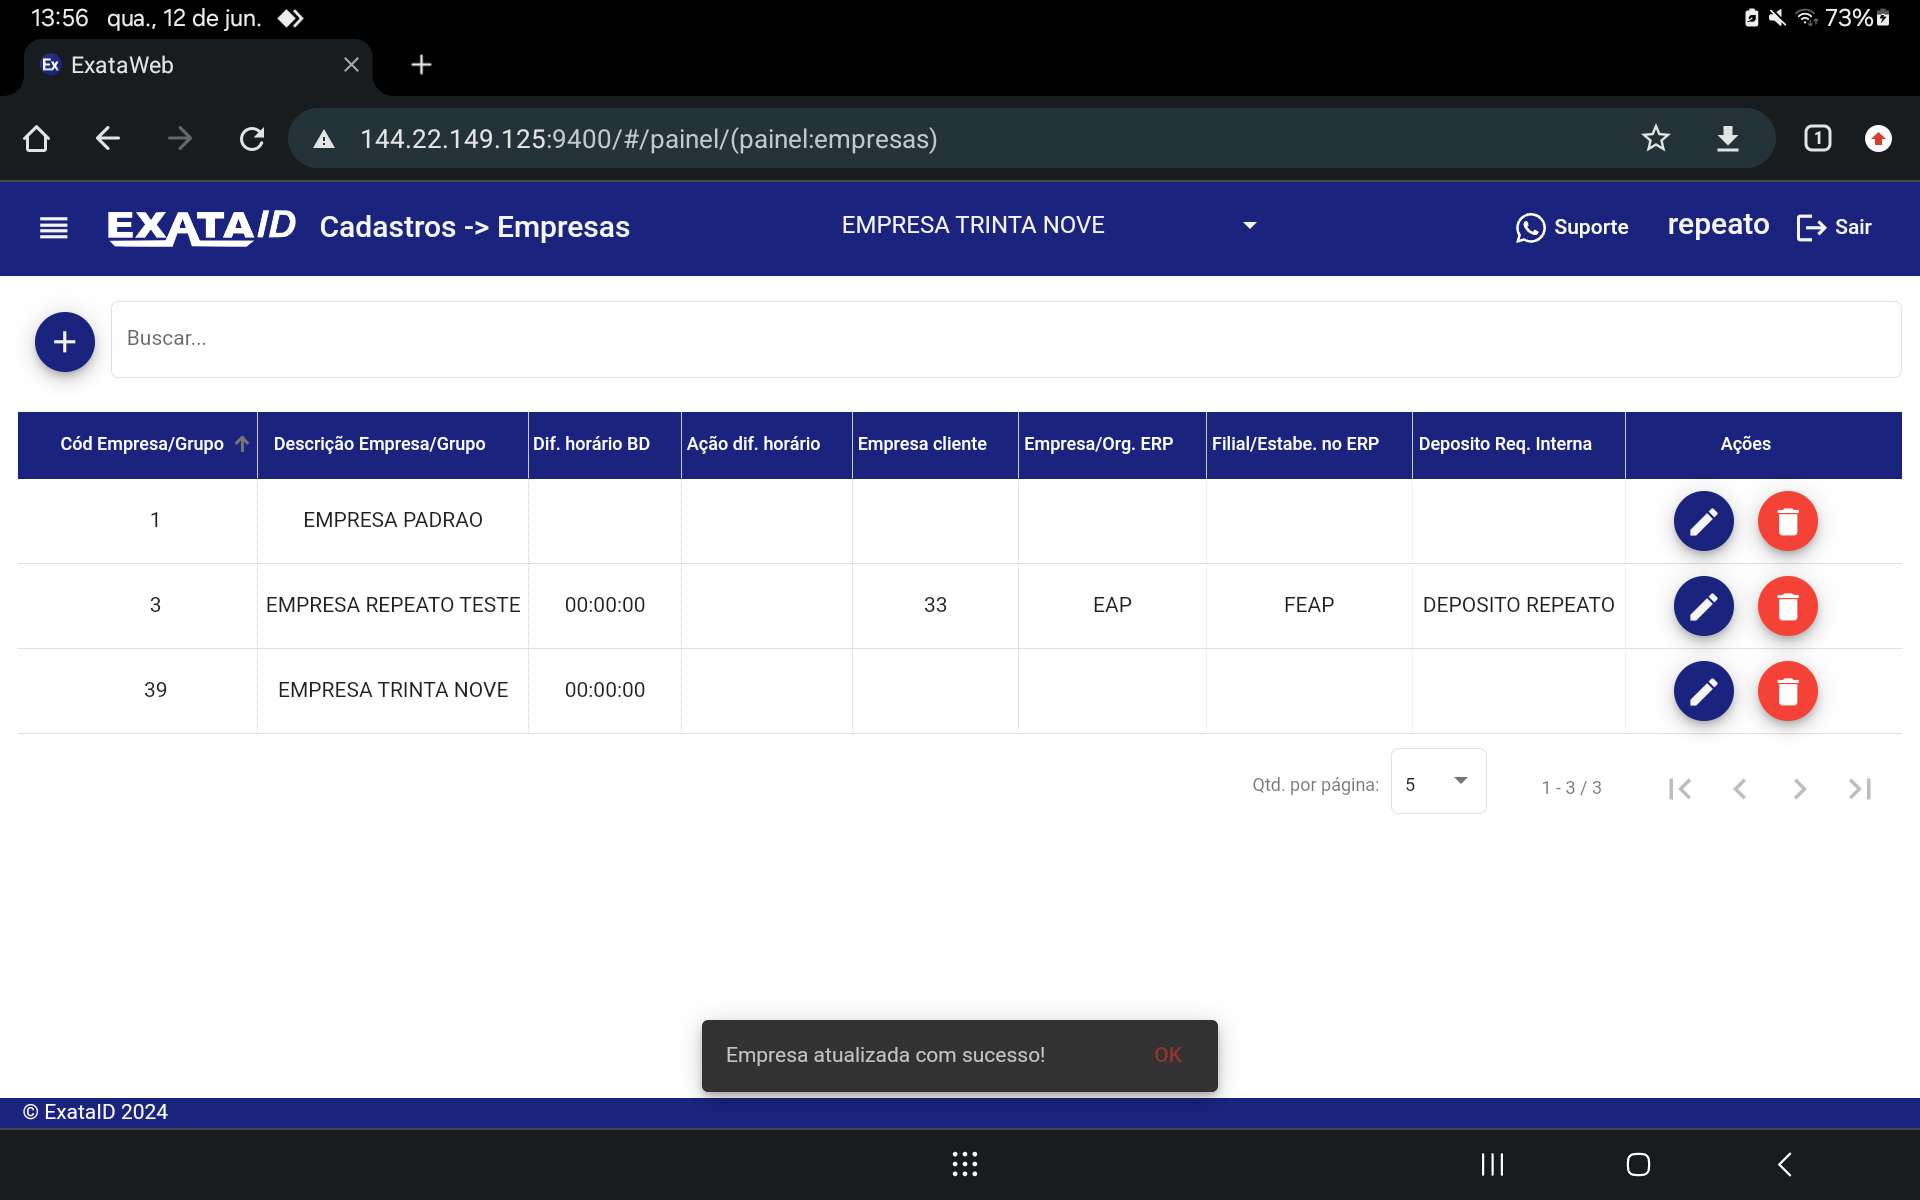 13:56 qua., 12 de jun. 73%
Ex ExataWeb
144.22.149.125:9400/#/painel/(painel:empresas) 1
EXATAID Cadastros -> Empresas EMPRESA TRINTA NOVE Suporte repeato Sair
Buscar...
Cód Empresa/Grupo Descrição Empresa/Grupo Dif. horário BD Ação dif. horário Empresa cliente Empresa/Org. ERP Filial/Estabe. no ERP Deposito Req. Interna Ações
1 EMPRESA PADRAO
3 EMPRESA REPEATO TESTE 00:00:00 33 EAP FEAP DEPOSITO REPEATO
39 EMPRESA TRINTA NOVE 00:00:00
Qtd. por página: 5 1 - 3 / 3
Empresa atualizada com sucesso! OK
© ExataID 2024